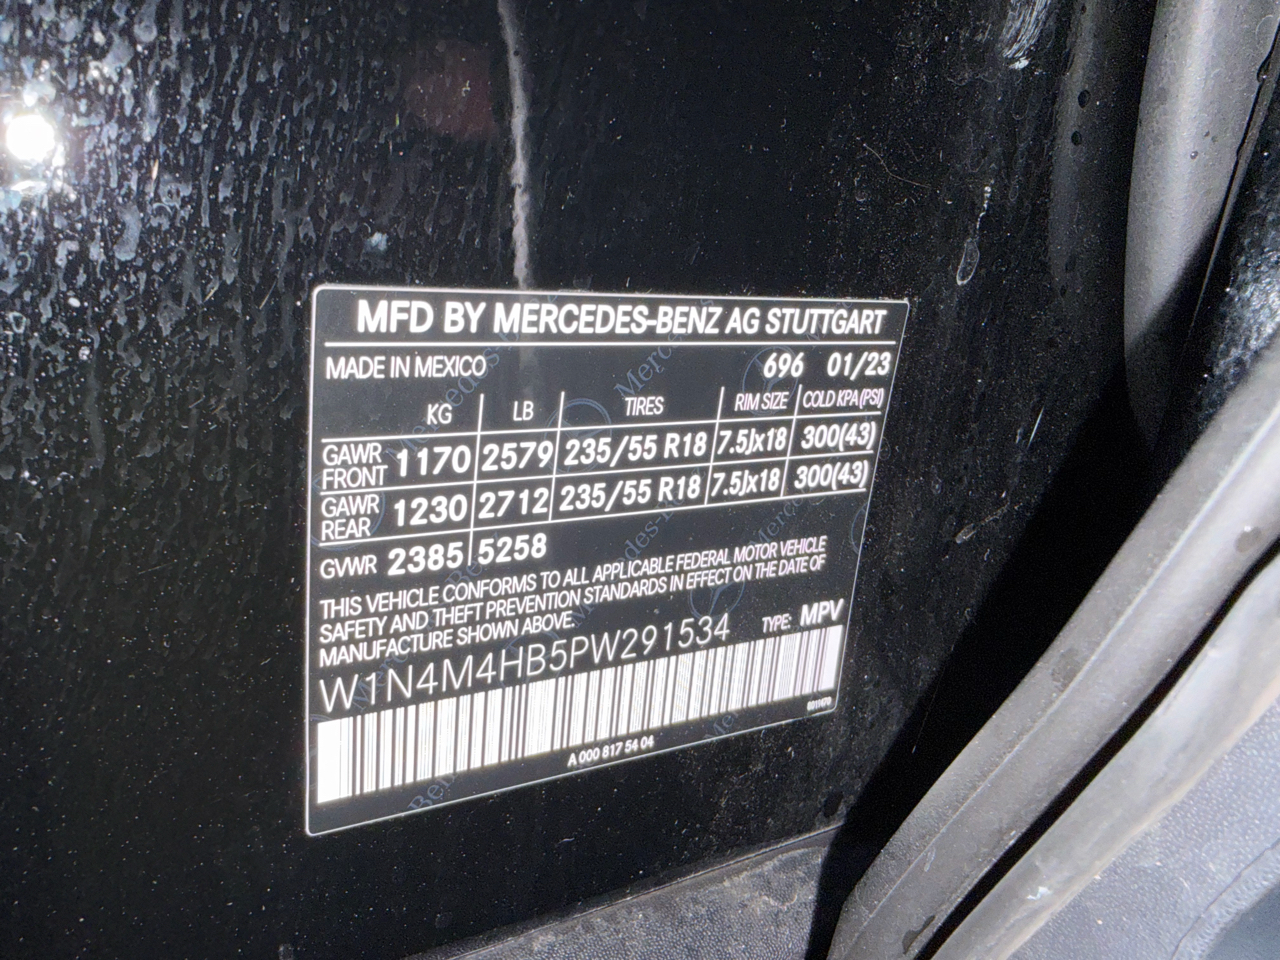 MFD BY MERCEDES-BENZ AG STUTTGART
MADE IN MEXICO 696 01/23
KG LB TIRES RIM SIZE COLD KPA(PSI)
GAWR FRONT 1170 2579 235/55 R18 7.5Jx18 300(43)
GAWR REAR 1230 2712 235/55 R18 7.5Jx18 300(43)
GVWR 2385 5258
THIS VEHICLE CONFORMS TO ALL APPLICABLE FEDERAL MOTOR VEHICLE
SAFETY AND THEFT PREVENTION STANDARDS IN EFFECT ON THE DATE OF
MANUFACTURE SHOWN ABOVE.
W1N4M4HB5PW291534 TYPE: MPV
A 000 817 54 04